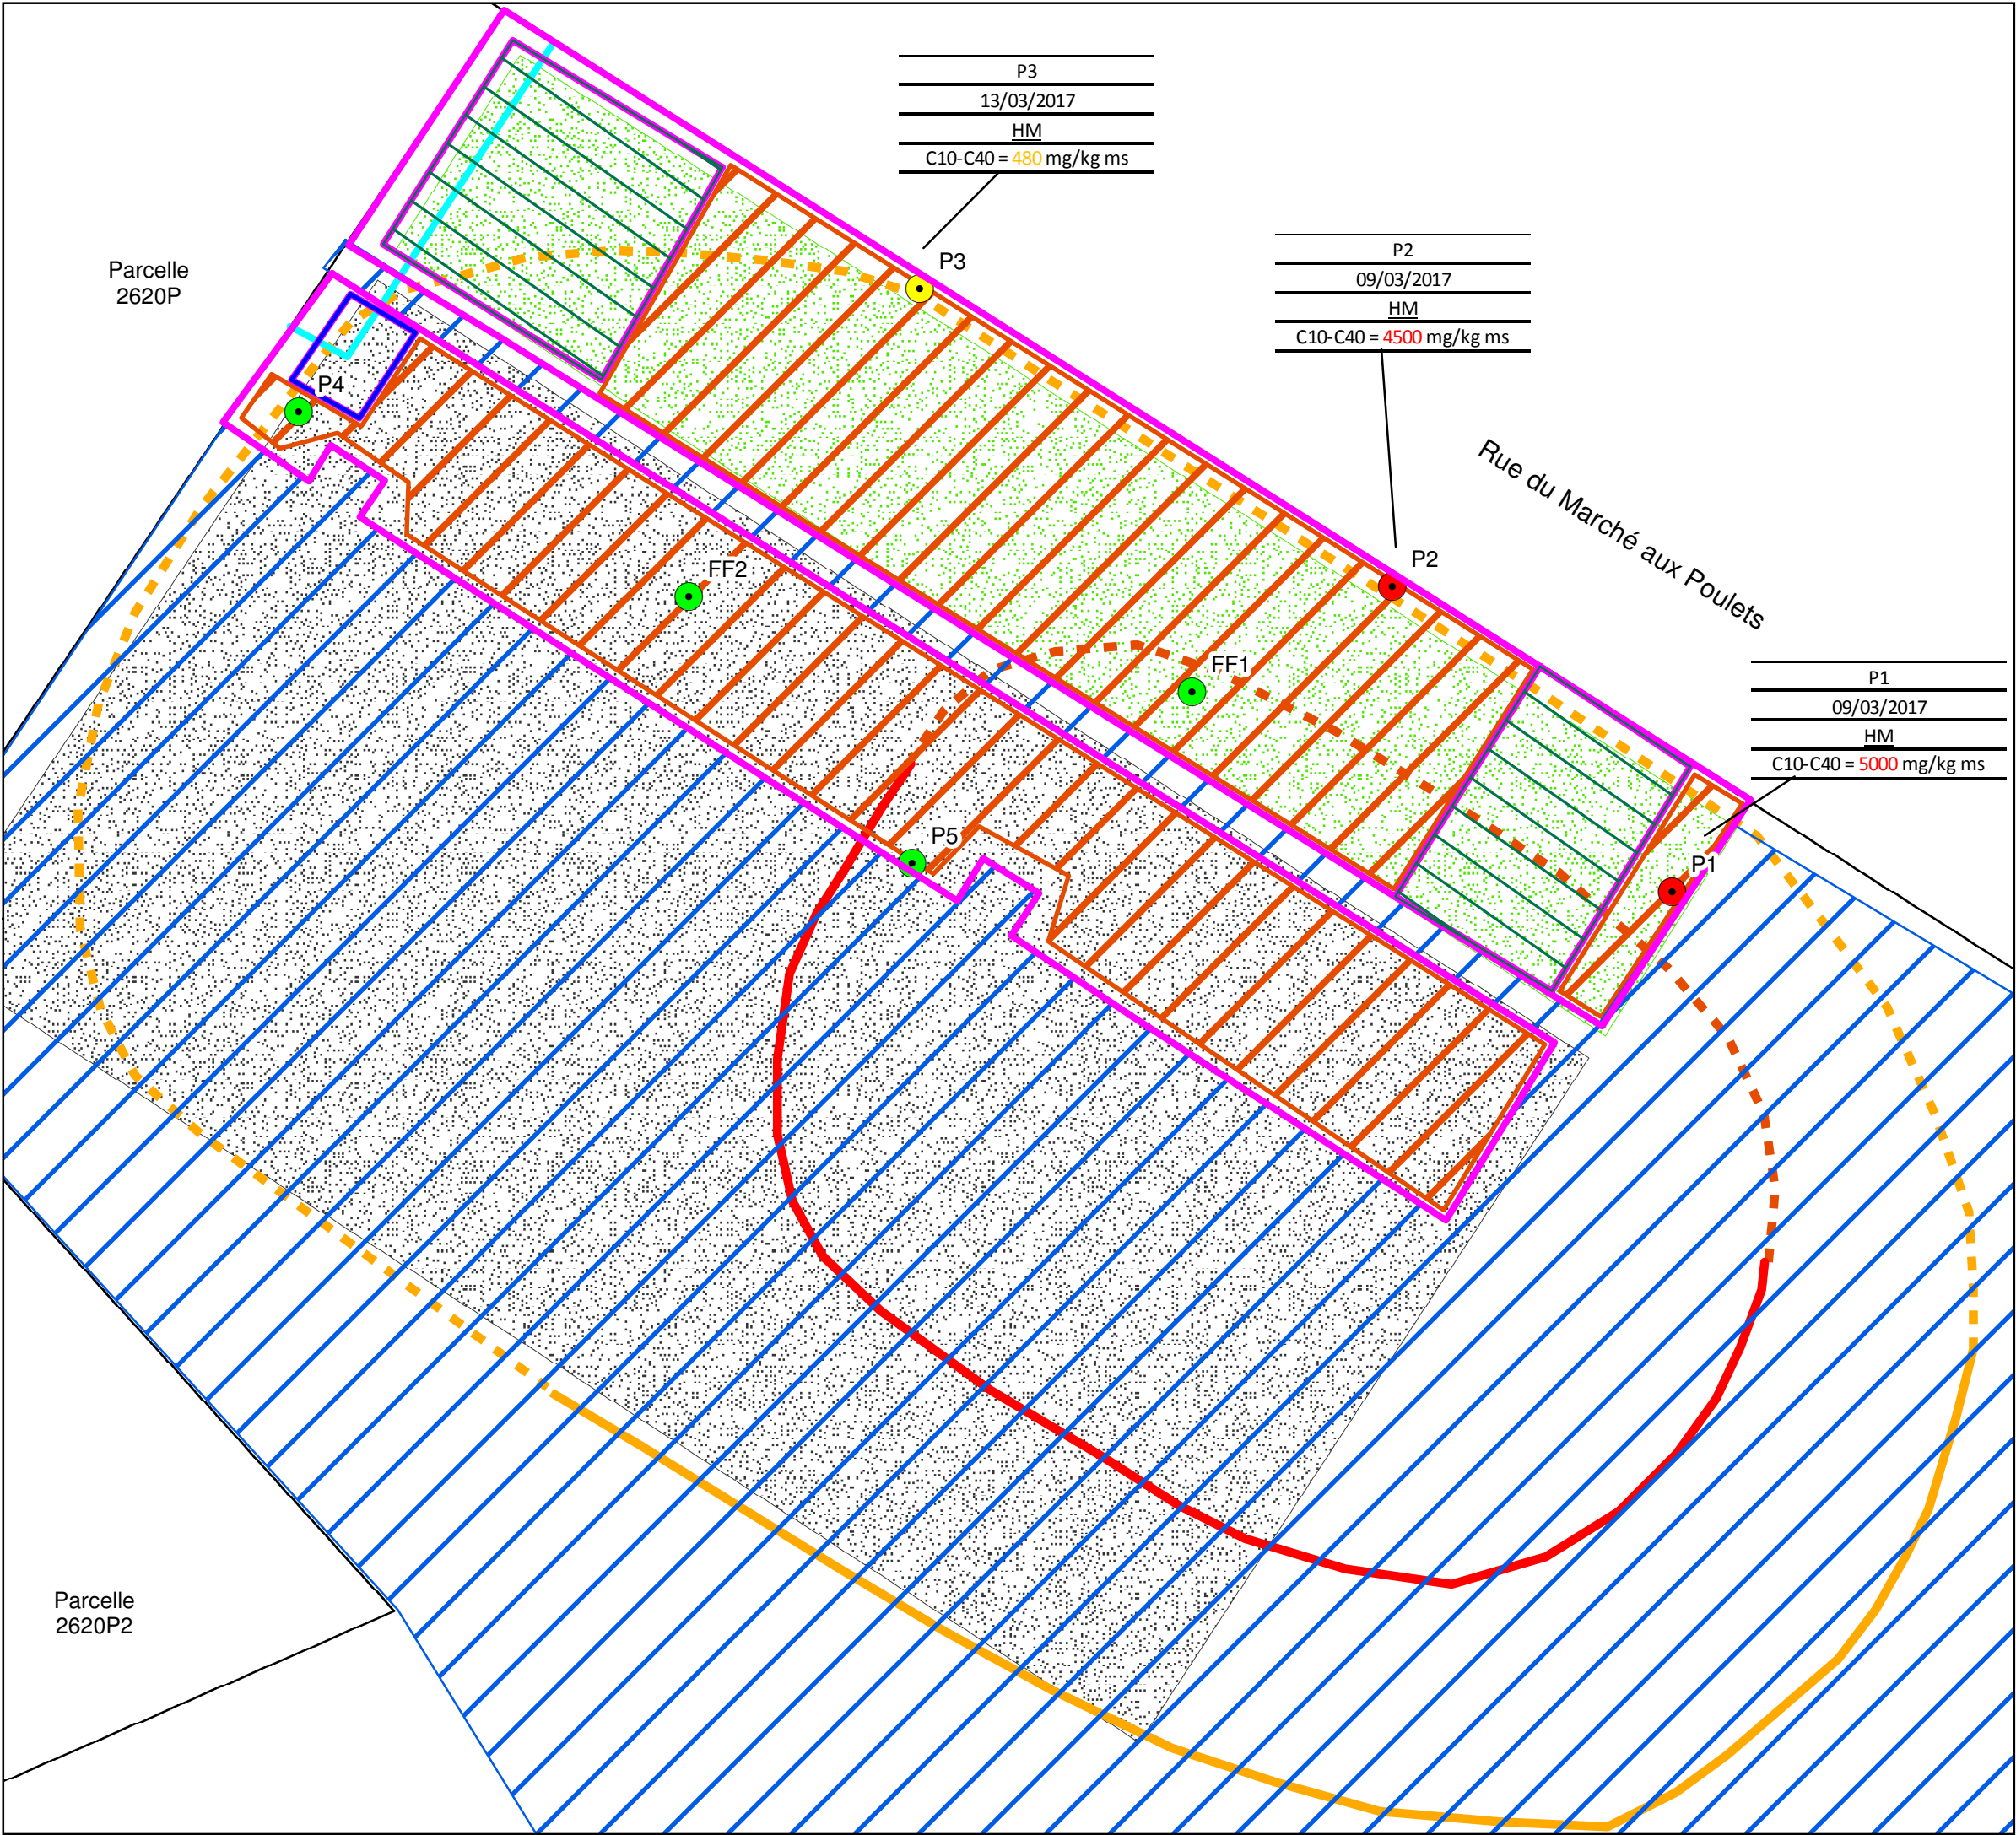 P3
13/03/2017
HM
C10-C40 = 480 mg/kg ms
P2
09/03/2017
HM
C10-C40 = 4500 mg/kg ms
P3
Parcelle
2620P
P4
Rue du Marché aux Poulets
P2
FF2
FF1
P1
09/03/2017
HM
C10-C40 = 5000 mg/kg ms
P5
P1
Parcelle
2620P2